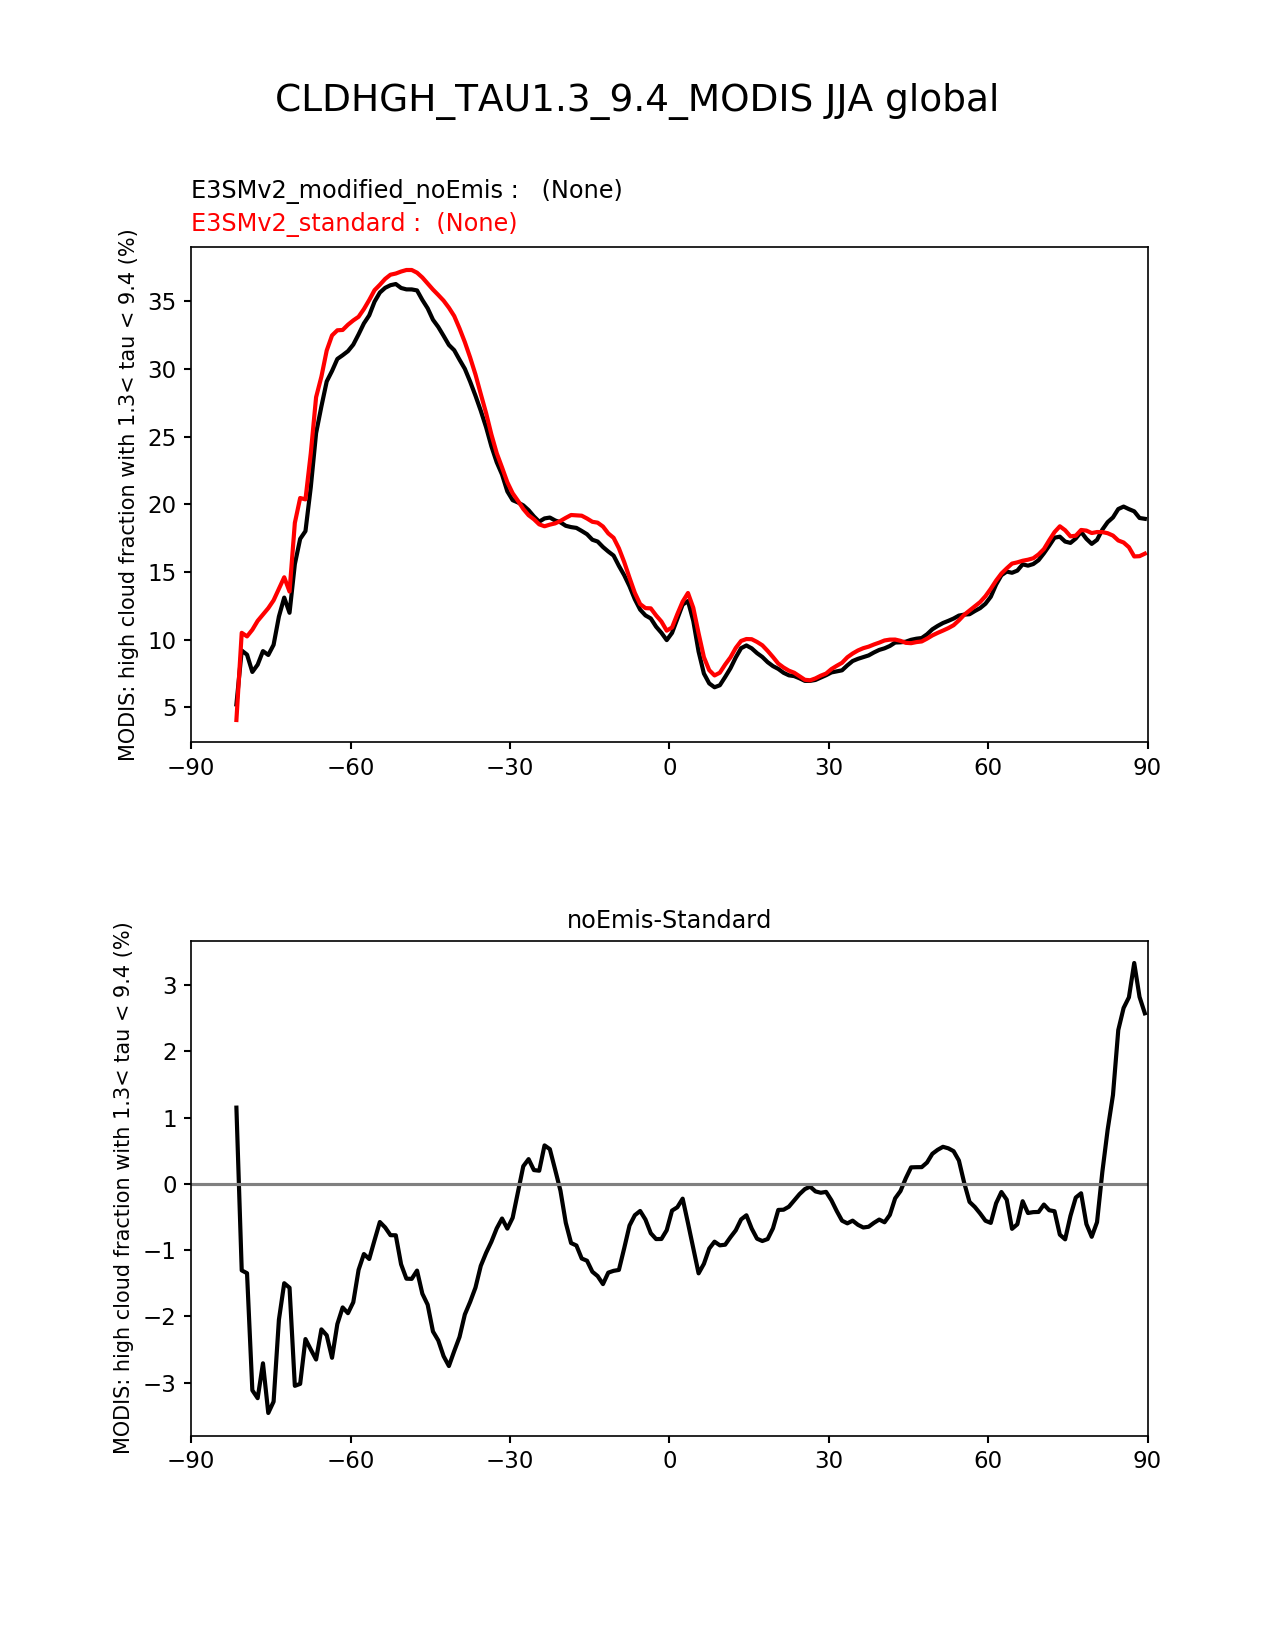 CLDHGH_TAU1.3_9.4_MODIS JJA global
E3SMv2_modified_noEmis :   (None)
E3SMv2_standard :  (None)
MODIS: high cloud fraction with 1.3< tau < 9.4 (%)
35
30
25
20
15
10
5
−90 −60 −30 0 30 60 90
noEmis-Standard
MODIS: high cloud fraction with 1.3< tau < 9.4 (%)
3
2
1
0
−1
−2
−3
−90 −60 −30 0 30 60 90